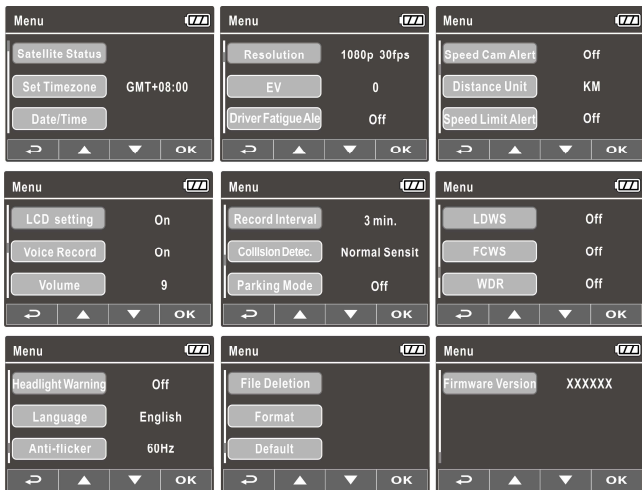 Menu
Satellite Status
Set Timezone GMT+08:00
Date/Time
OK
Menu
Resolution 1080p 30fps
EV 0
Driver Fatigue Ale Off
OK
Menu
Speed Cam Alert Off
Distance Unit KM
Speed Limit Alert Off
OK
Menu
LCD setting On
Voice Record On
Volume 9
OK
Menu
Record Interval 3 min.
Collision Detec. Normal Sensit
Parking Mode Off
OK
Menu
LDWS Off
FCWS Off
WDR Off
OK
Menu
Headlight Warning Off
Language English
Anti-flicker 60Hz
OK
Menu
File Deletion
Format
Default
OK
Menu
Firmware Version XXXXXX
OK